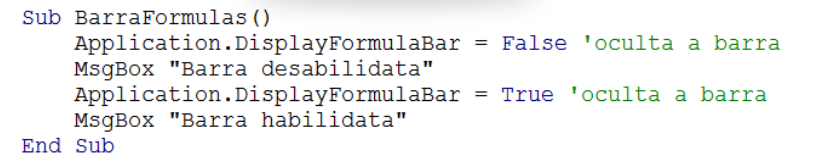 Sub BarraFormulas()
    Application.DisplayFormulaBar = False 'oculta a barra
    MsgBox "Barra desabilidata"
    Application.DisplayFormulaBar = True 'oculta a barra
    MsgBox "Barra habilidata"
End Sub